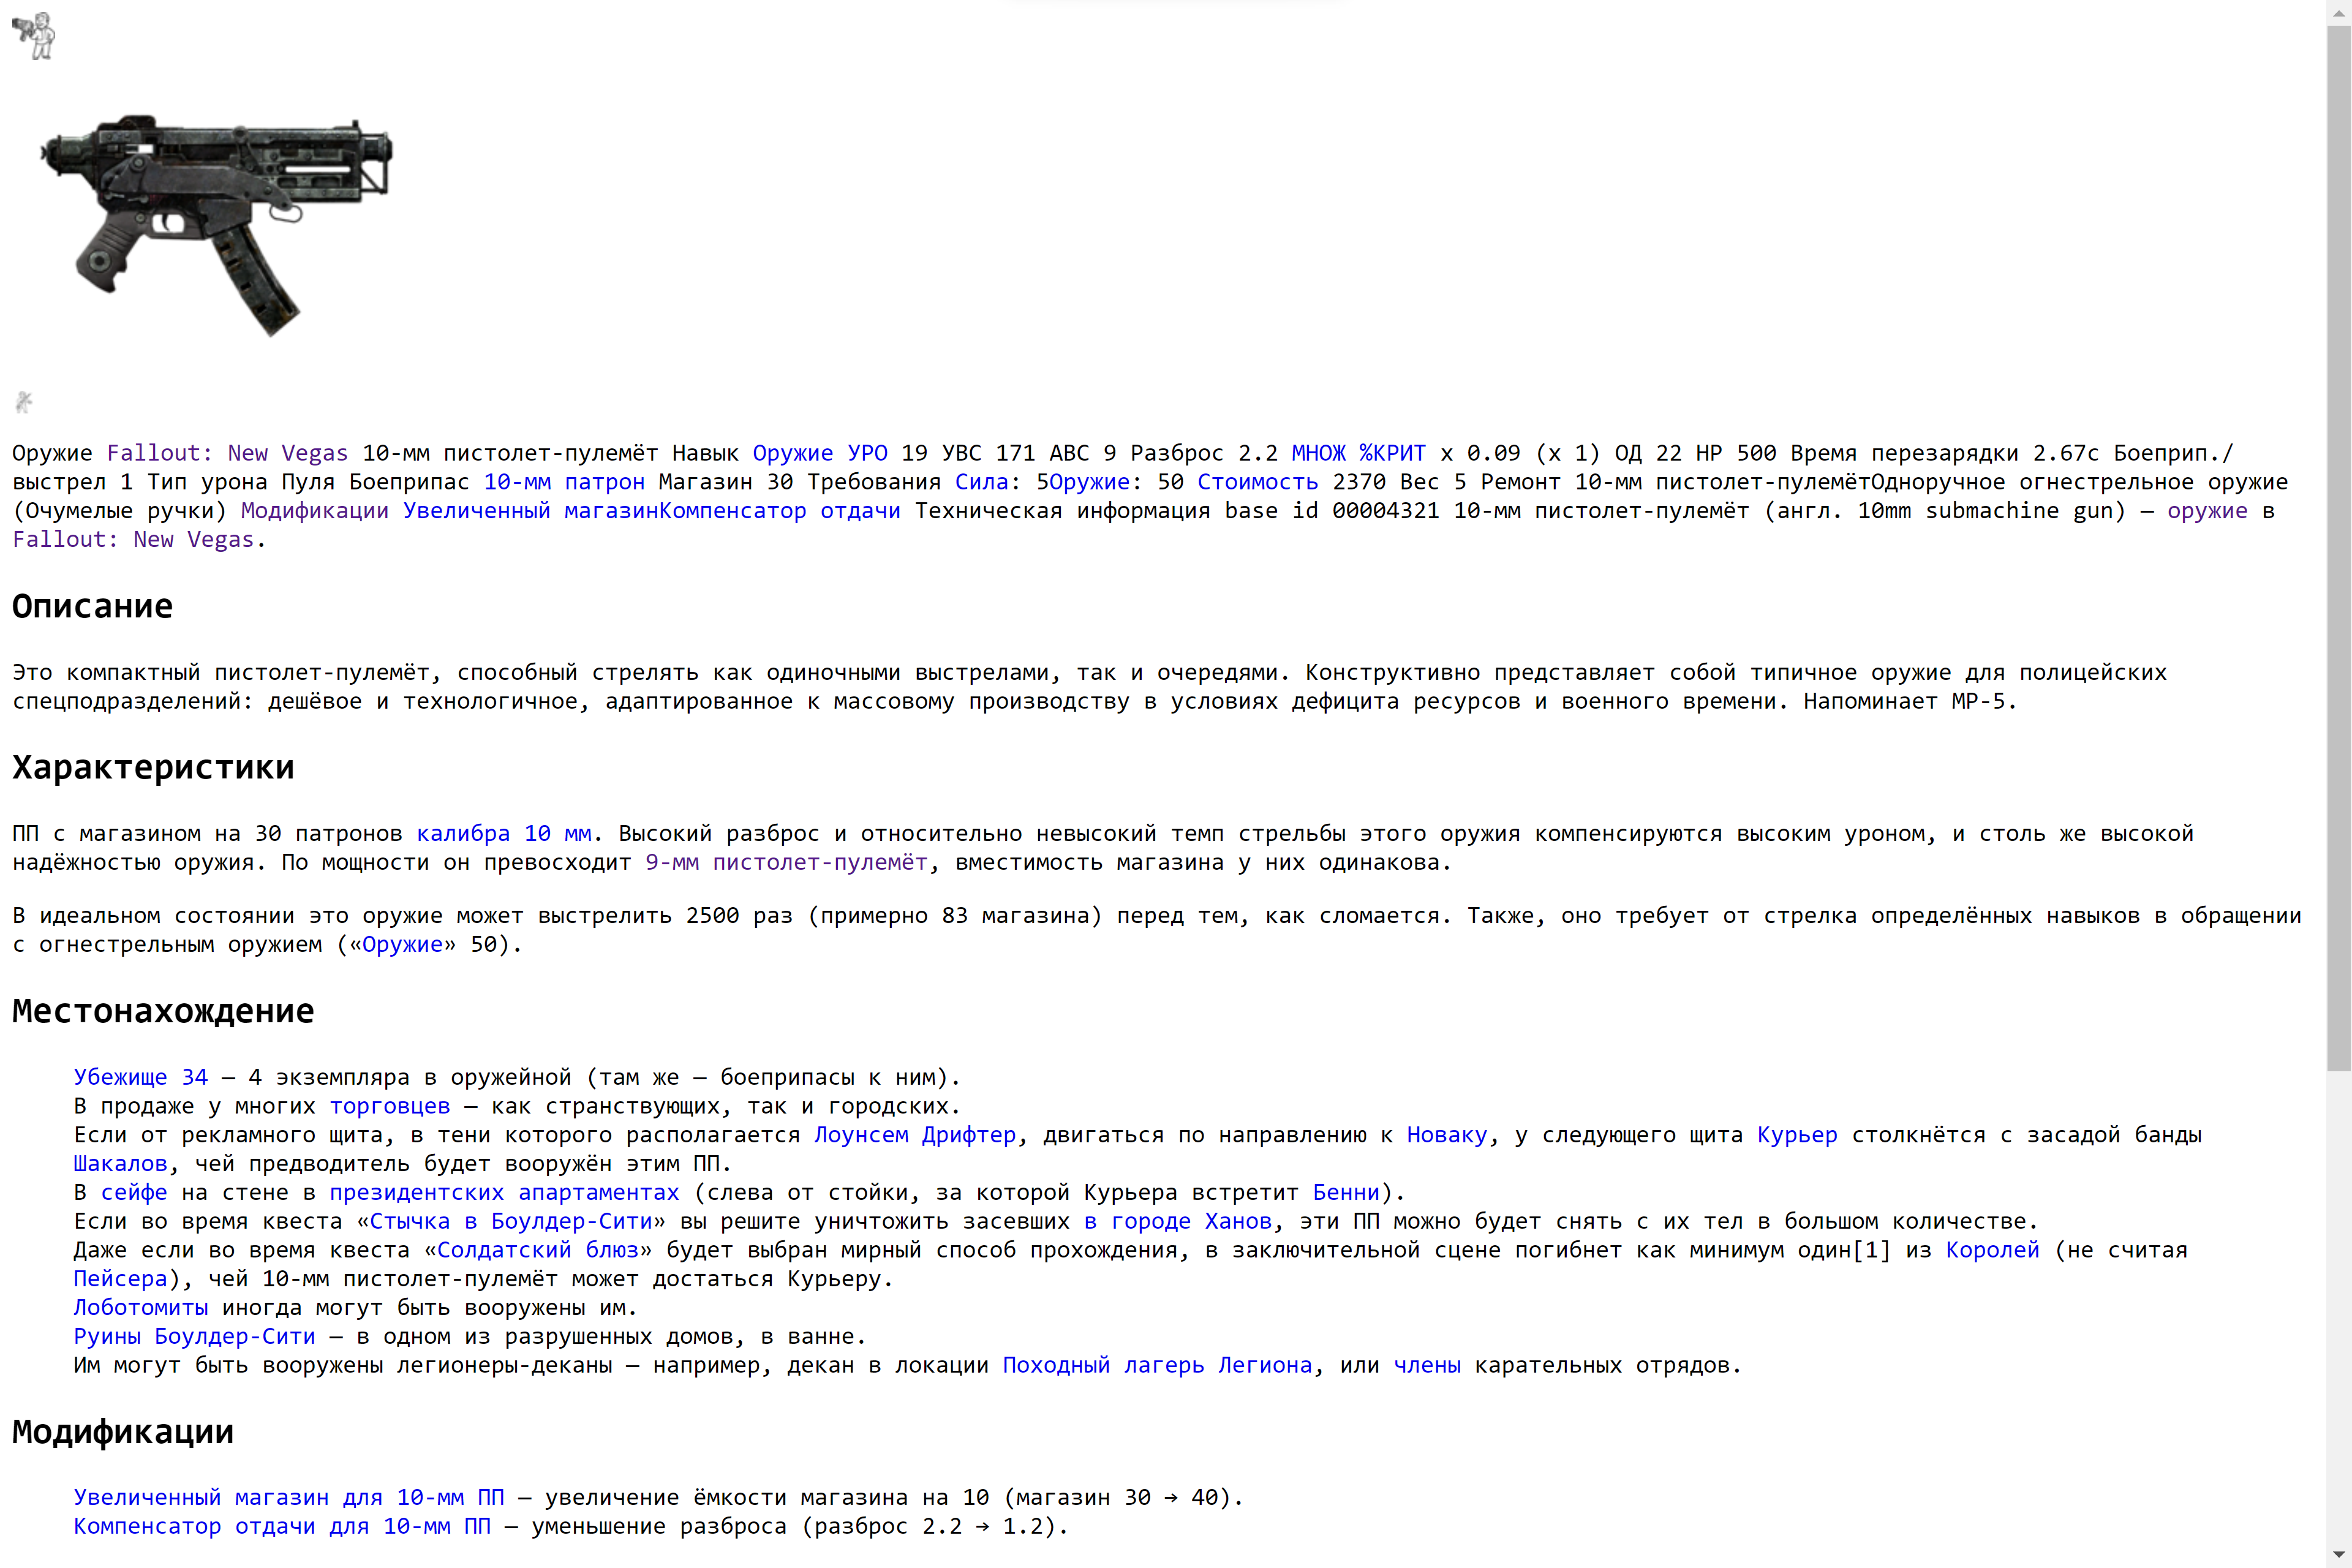 Оружие Fallout: New Vegas 10-мм пистолет-пулемёт Навык Оружие УРО 19 УВС 171 АВС 9 Разброс 2.2 МНОЖ %КРИТ x 0.09 (x 1) ОД 22 HP 500 Время перезарядки 2.67с Боеприп./
выстрел 1 Тип урона Пуля Боеприпас 10-мм патрон Магазин 30 Требования Сила: 5Оружие: 50 Стоимость 2370 Вес 5 Ремонт 10-мм пистолет-пулемётОдноручное огнестрельное оружие
(Очумелые ручки) Модификации Увеличенный магазинКомпенсатор отдачи Техническая информация base id 00004321 10-мм пистолет-пулемёт (англ. 10mm submachine gun) — оружие в
Fallout: New Vegas.
Описание
Это компактный пистолет-пулемёт, способный стрелять как одиночными выстрелами, так и очередями. Конструктивно представляет собой типичное оружие для полицейских
спецподразделений: дешёвое и технологичное, адаптированное к массовому производству в условиях дефицита ресурсов и военного времени. Напоминает MP-5.
Характеристики
ПП с магазином на 30 патронов калибра 10 мм. Высокий разброс и относительно невысокий темп стрельбы этого оружия компенсируются высоким уроном, и столь же высокой
надёжностью оружия. По мощности он превосходит 9-мм пистолет-пулемёт, вместимость магазина у них одинакова.
В идеальном состоянии это оружие может выстрелить 2500 раз (примерно 83 магазина) перед тем, как сломается. Также, оно требует от стрелка определённых навыков в обращении
с огнестрельным оружием («Оружие» 50).
Местонахождение
Убежище 34 — 4 экземпляра в оружейной (там же — боеприпасы к ним).
В продаже у многих торговцев — как странствующих, так и городских.
Если от рекламного щита, в тени которого располагается Лоунсем Дрифтер, двигаться по направлению к Новаку, у следующего щита Курьер столкнётся с засадой банды
Шакалов, чей предводитель будет вооружён этим ПП.
В сейфе на стене в президентских апартаментах (слева от стойки, за которой Курьера встретит Бенни).
Если во время квеста «Стычка в Боулдер-Сити» вы решите уничтожить засевших в городе Ханов, эти ПП можно будет снять с их тел в большом количестве.
Даже если во время квеста «Солдатский блюз» будет выбран мирный способ прохождения, в заключительной сцене погибнет как минимум один[1] из Королей (не считая
Пейсера), чей 10-мм пистолет-пулемёт может достаться Курьеру.
Лоботомиты иногда могут быть вооружены им.
Руины Боулдер-Сити — в одном из разрушенных домов, в ванне.
Им могут быть вооружены легионеры-деканы — например, декан в локации Походный лагерь Легиона, или члены карательных отрядов.
Модификации
Увеличенный магазин для 10-мм ПП — увеличение ёмкости магазина на 10 (магазин 30 → 40).
Компенсатор отдачи для 10-мм ПП — уменьшение разброса (разброс 2.2 → 1.2).